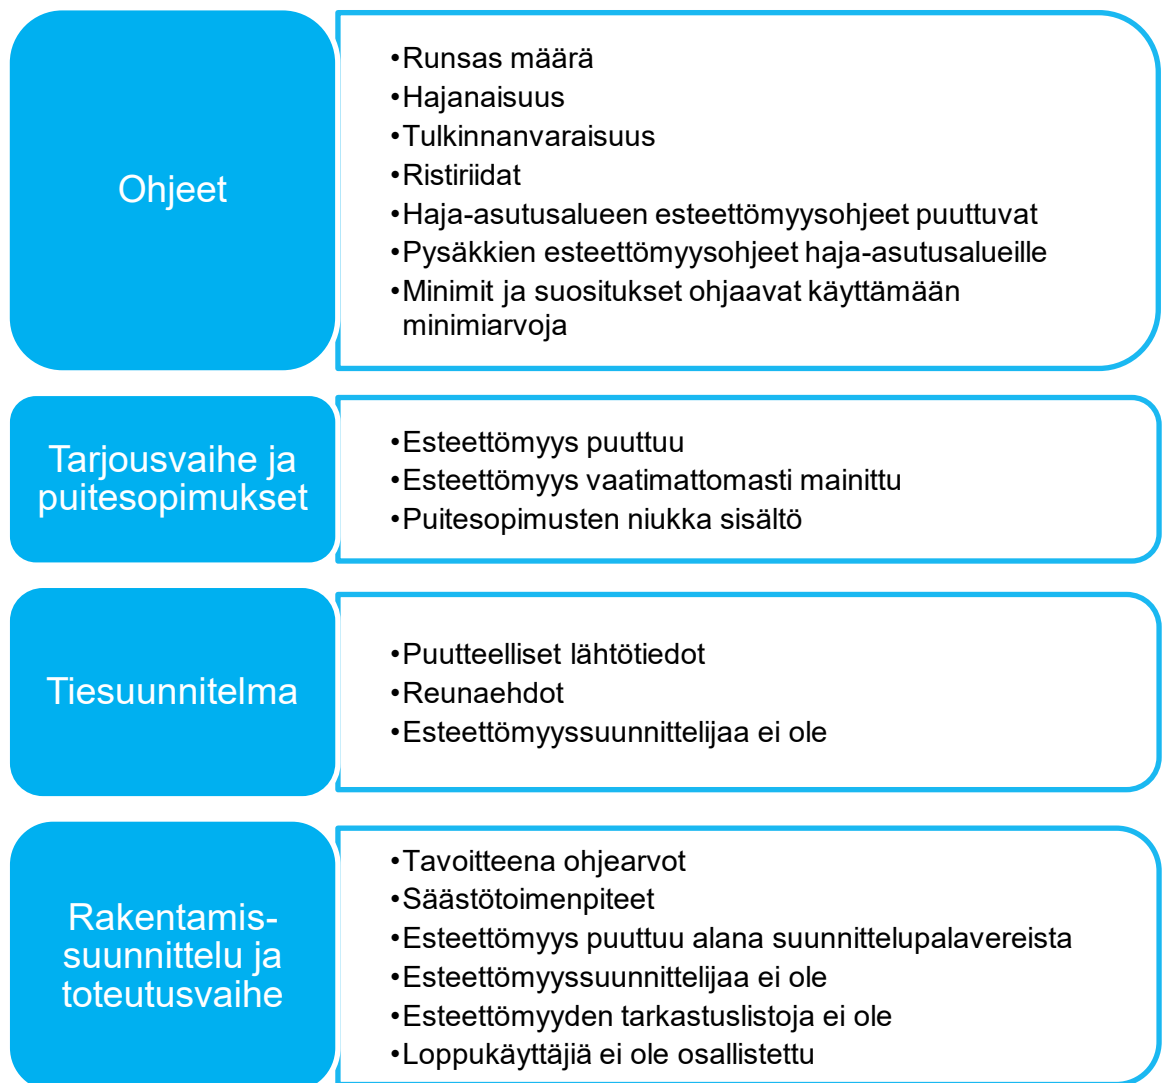 Ohjeet
•Runsas määrä
•Hajanaisuus
•Tulkinnanvaraisuus
•Ristiriidat
•Haja-asutusalueen esteettömyysohjeet puuttuvat
•Pysäkkien esteettömyysohjeet haja-asutusalueille
•Minimit ja suositukset ohjaavat käyttämään
minimiarvoja
Tarjousvaihe ja
puitesopimukset
•Esteettömyys puuttuu
•Esteettömyys vaatimattomasti mainittu
•Puitesopimusten niukka sisältö
Tiesuunnitelma
•Puutteelliset lähtötiedot
•Reunaehdot
•Esteettömyyssuunnittelijaa ei ole
Rakentamis-
suunnittelu ja
toteutusvaihe
•Tavoitteena ohjearvot
•Säästötoimenpiteet
•Esteettömyys puuttuu alana suunnittelupalavereista
•Esteettömyyssuunnittelijaa ei ole
•Esteettömyyden tarkastuslistoja ei ole
•Loppukäyttäjiä ei ole osallistettu